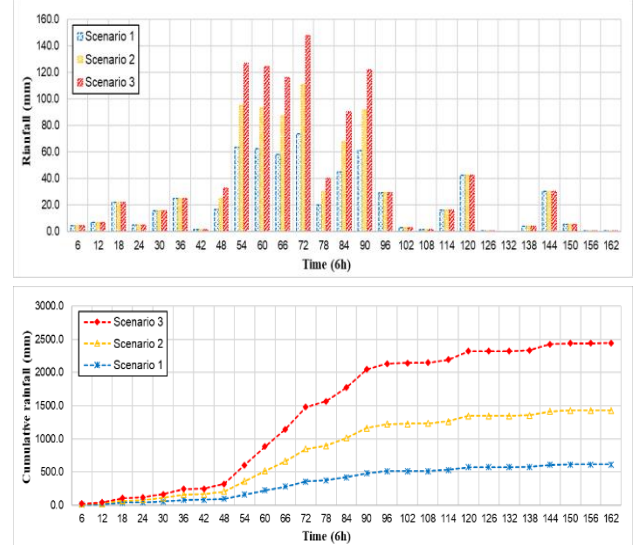 160.0
140.0
120.0
100.0
80.0
60.0
40.0
20.0
0.0
Rianfall (mm)
Scenario 1
Scenario 2
Scenario 3
6 12 18 24 30 36 42 48 54 60 66 72 78 84 90 96 102 108 114 120 126 132 138 144 150 156 162
Time (6h)
3000.0
2500.0
2000.0
1500.0
1000.0
500.0
0.0
Cumulative rainfall (mm)
Scenario 3
Scenario 2
Scenario 1
6 12 18 24 30 36 42 48 54 60 66 72 78 84 90 96 102 108 114 120 126 132 138 144 150 156 162
Time (6h)